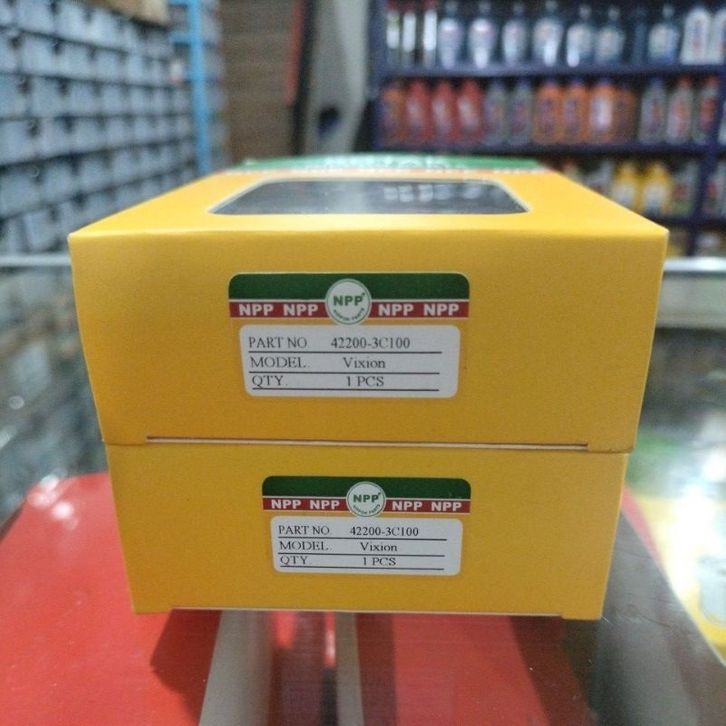 NPP NPP NPP NPP NPP
PART NO. 42200-3C100
MODEL. Vixion
QTY. 1 PCS
NPP NPP NPP NPP NPP
PART NO. 42200-3C100
MODEL. Vixion
QTY. 1 PCS